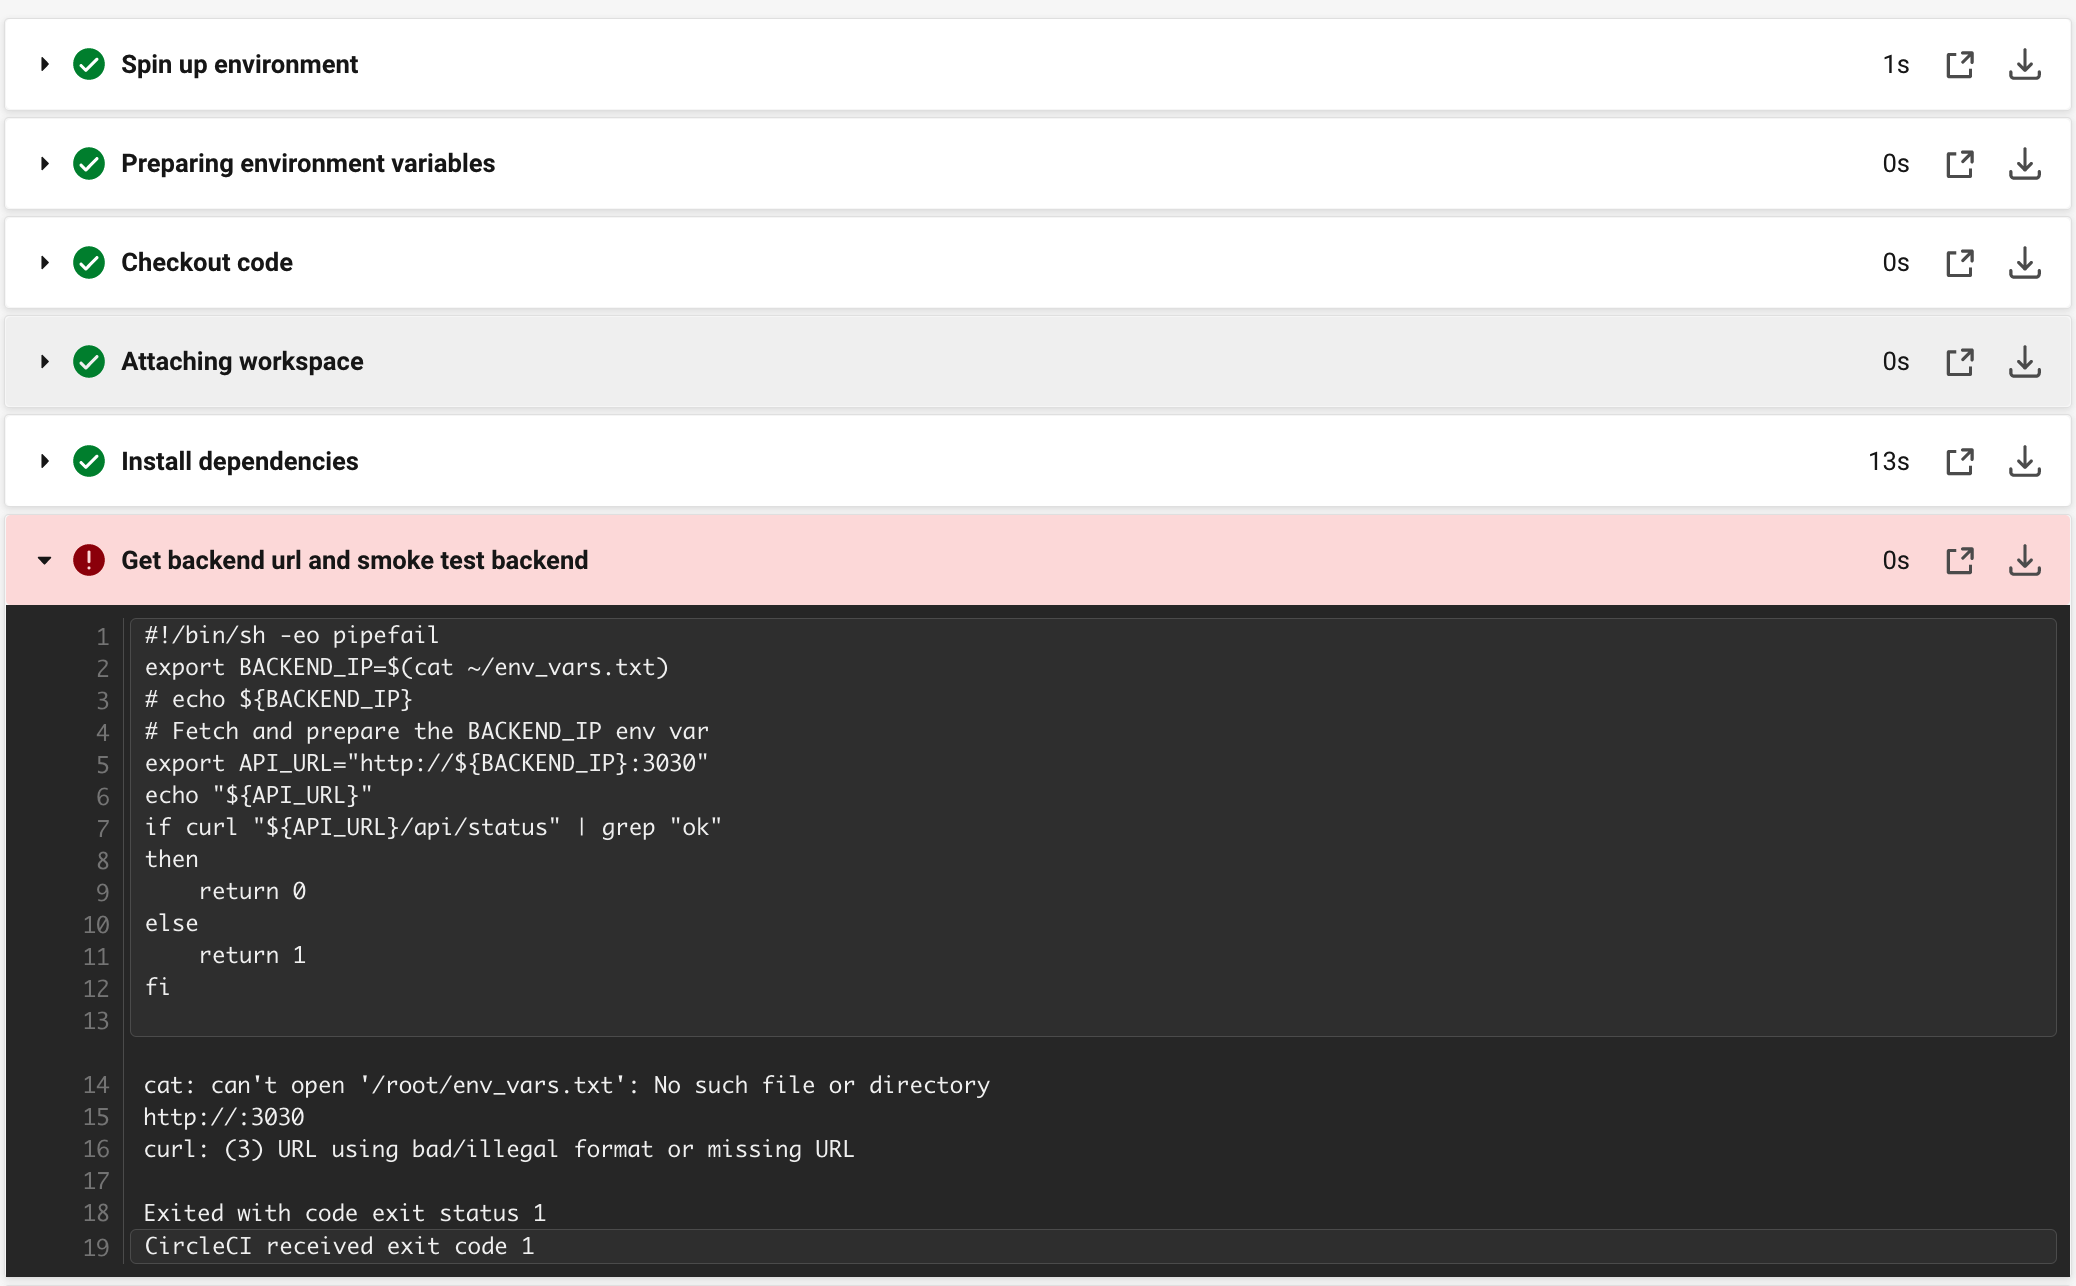 Spin up environment 1s
Preparing environment variables 0s
Checkout code 0s
Attaching workspace 0s
Install dependencies 13s
Get backend url and smoke test backend 0s
1 #!/bin/sh -eo pipefail
2 export BACKEND_IP=$(cat ~/env_vars.txt)
3 # echo ${BACKEND_IP}
4 # Fetch and prepare the BACKEND_IP env var
5 export API_URL="http://${BACKEND_IP}:3030"
6 echo "${API_URL}"
7 if curl "${API_URL}/api/status" | grep "ok"
8 then
9     return 0
10 else
11     return 1
12 fi
13
14 cat: can't open '/root/env_vars.txt': No such file or directory
15 http://:3030
16 curl: (3) URL using bad/illegal format or missing URL
17
18 Exited with code exit status 1
19 CircleCI received exit code 1